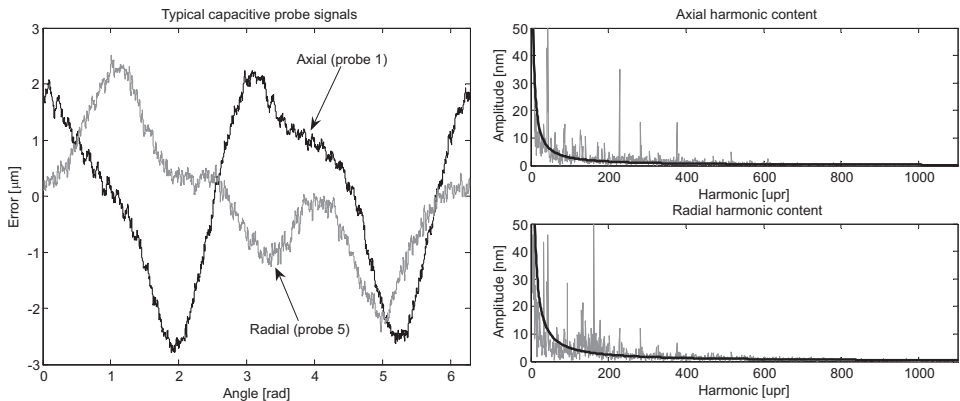 Typical capacitive probe signals
3
2
1
0
-1
-2
-3
Error [µm]
Axial (probe 1)
Radial (probe 5)
0 1 2 3 4 5 6
Angle [rad]
Axial harmonic content
50
40
30
20
10
0
Amplitude [nm]
0 200 400 600 800 1000
Harmonic [upr]
Radial harmonic content
50
40
30
20
10
0
Amplitude [nm]
0 200 400 600 800 1000
Harmonic [upr]